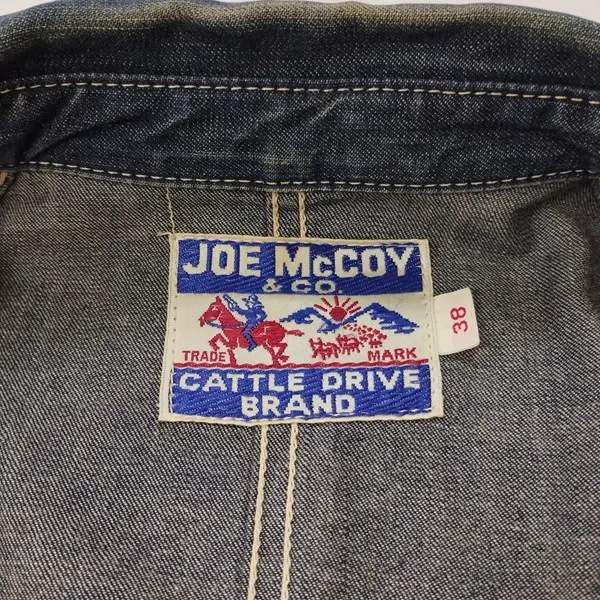 JOE McCOY
& CO.
TRADE MARK
CATTLE DRIVE
BRAND
38